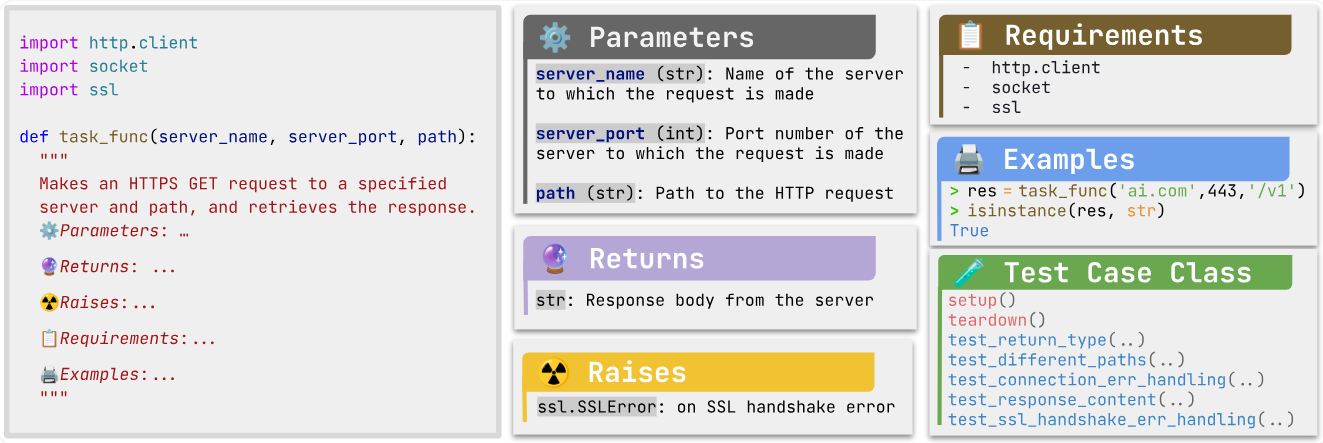 import http.client
import socket
import ssl
def task_func(server_name, server_port, path):
"""
Makes an HTTPS GET request to a specified
server and path, and retrieves the response.
⚙️Parameters: …
🔮Returns: ...
☢️Raises:...
📋Requirements:...
🖨️Examples:...
"""
⚙️ Parameters
server_name (str): Name of the server
to which the request is made
server_port (int): Port number of the
server to which the request is made
path (str): Path to the HTTP request
🔮 Returns
str: Response body from the server
☢️ Raises
ssl.SSLError: on SSL handshake error
📋 Requirements
- http.client
- socket
- ssl
🖨️ Examples
> res = task_func('ai.com',443,'/v1')
> isinstance(res, str)
True
🧪 Test Case Class
setup()
teardown()
test_return_type(..)
test_different_paths(..)
test_connection_err_handling(..)
test_response_content(..)
test_ssl_handshake_err_handling(..)